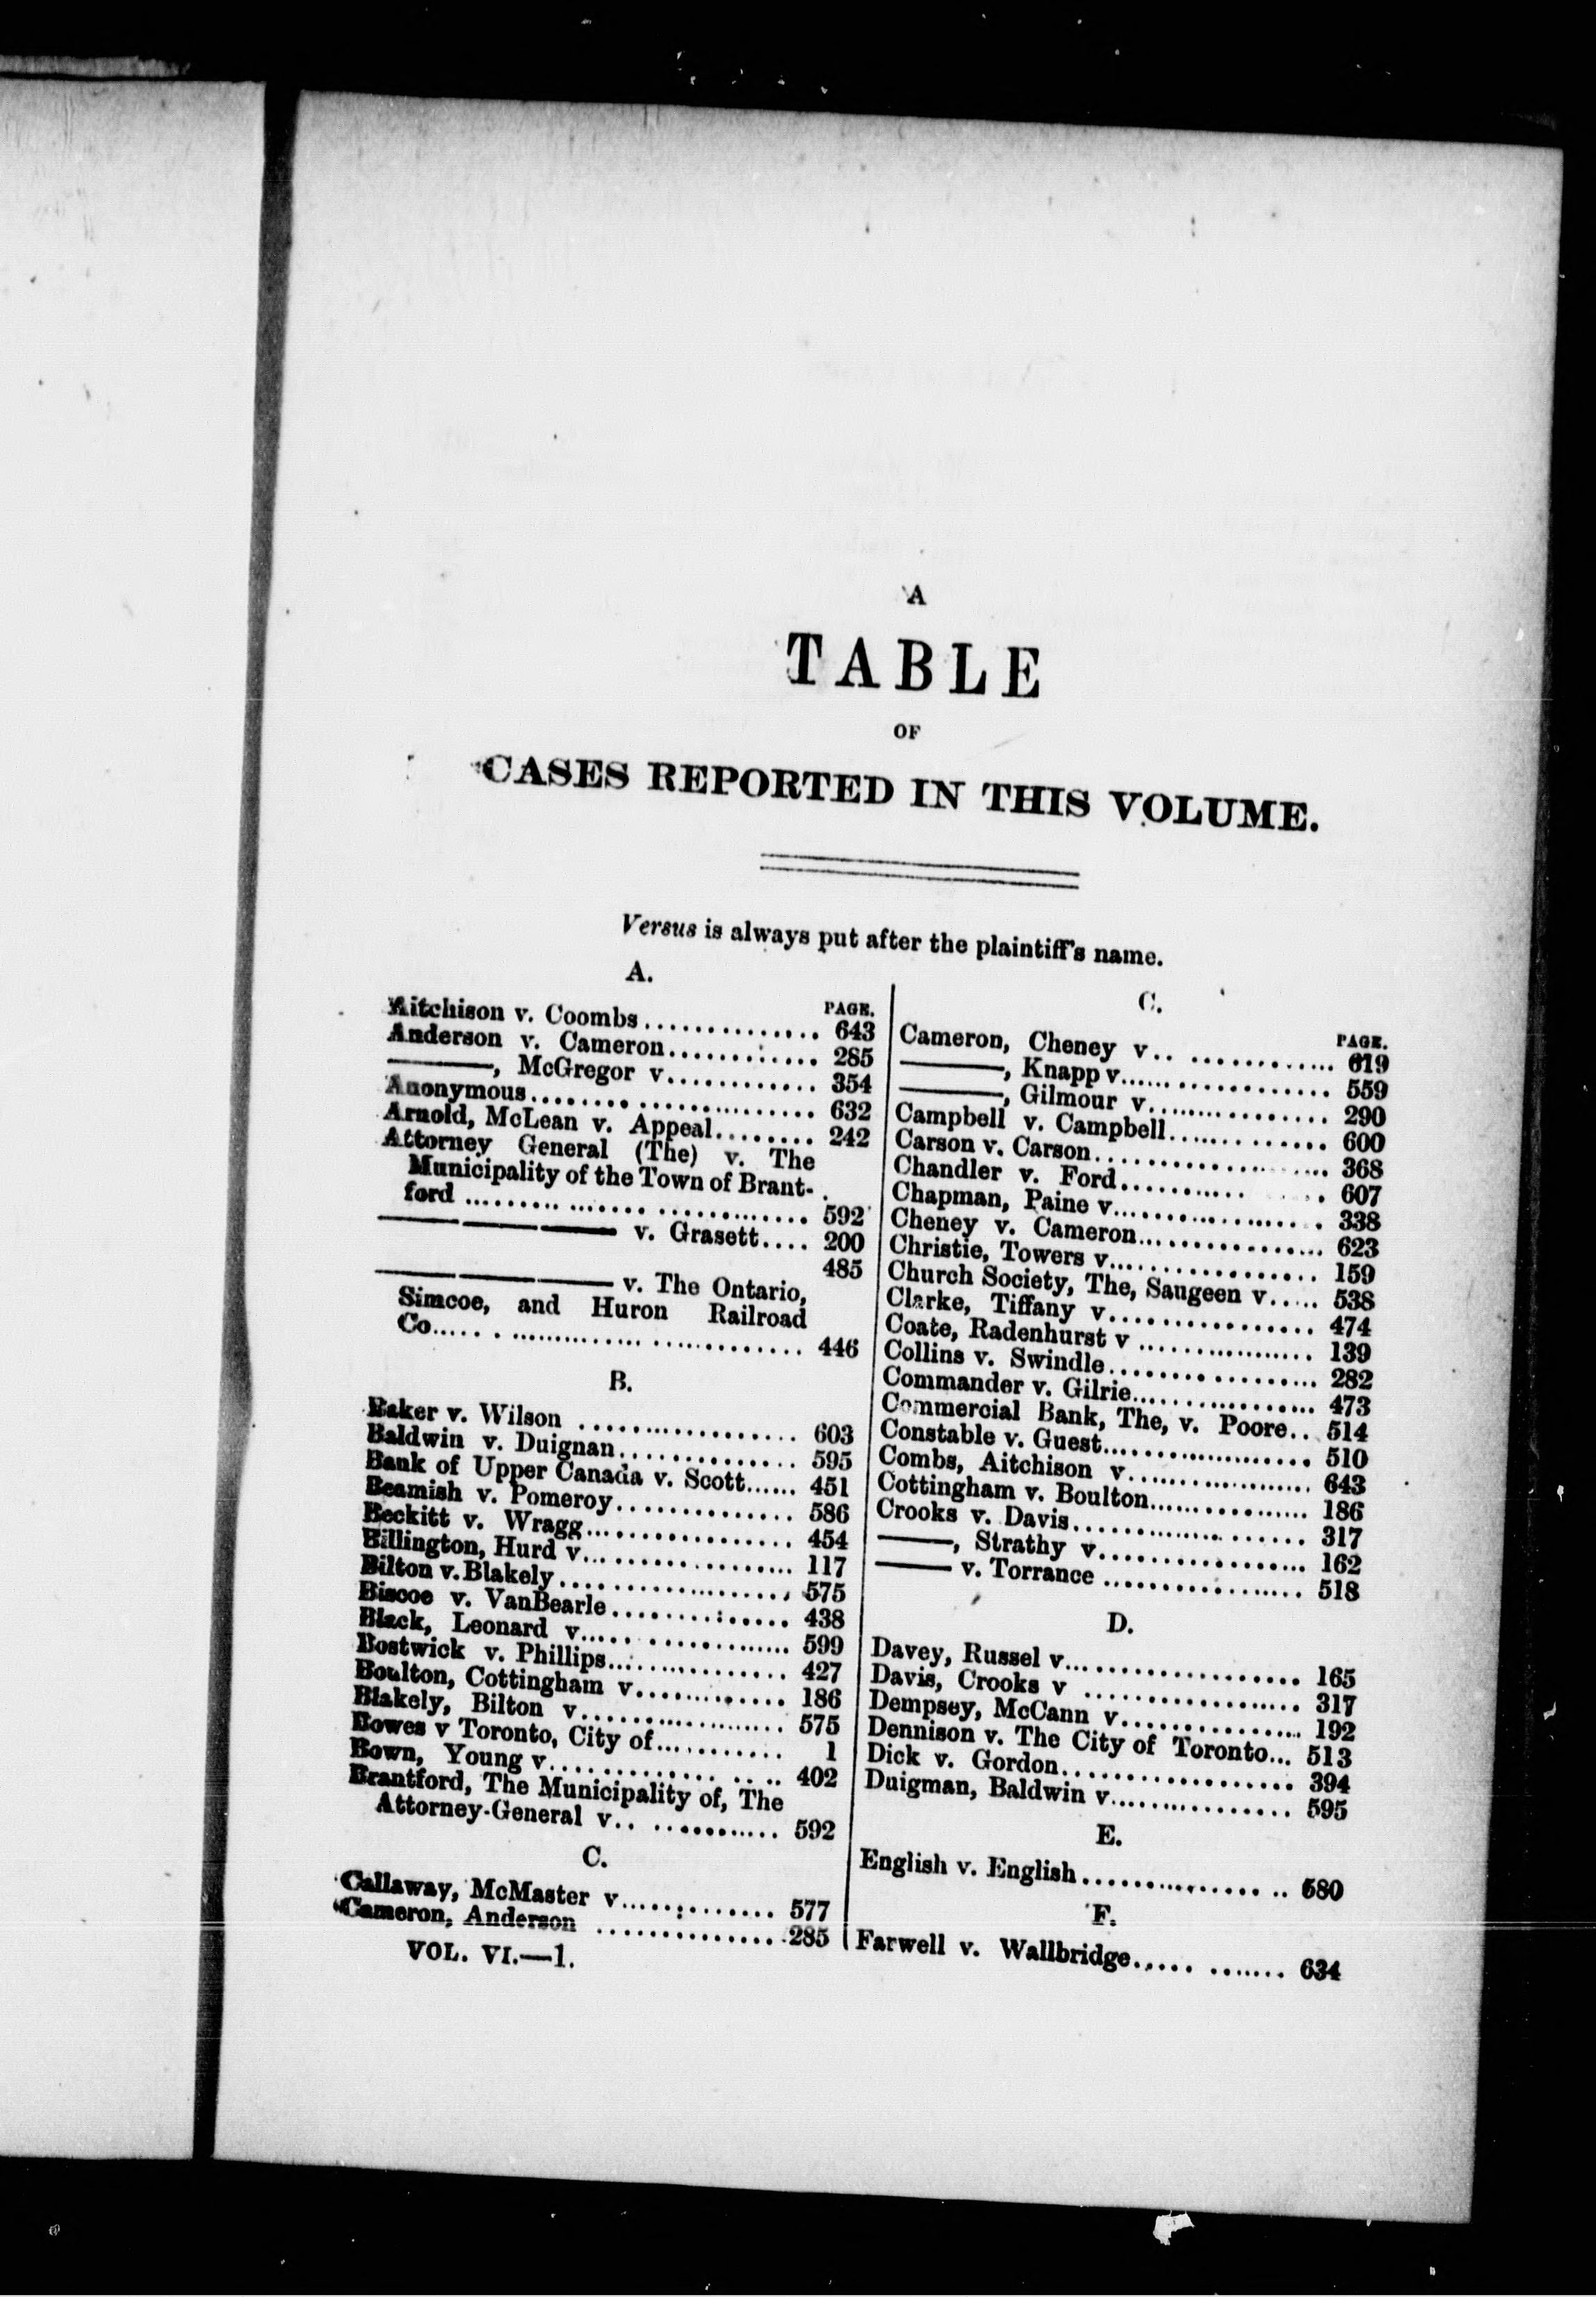 A
TABLE
OF
CASES REPORTED IN THIS VOLUME.
Versus is always put after the plaintiff's name.
A.
PAGE.
Aitchison v. Coombs.............. 643
Anderson v. Cameron............ 285
———, McGregor v............ 354
Anonymous....................... 632
Arnold, McLean v. Appeal........ 242
Attorney General (The) v. The
Municipality of the Town of Brant-
ford ........................... 592
——————— v. Grasett.... 200
485
——————— v. The Ontario,
Simcoe, and Huron Railroad
Co.............................. 446
B.
Baker v. Wilson .................. 603
Baldwin v. Duignan.............. 595
Bank of Upper Canada v. Scott...... 451
Beamish v. Pomeroy.............. 586
Beckitt v. Wragg................. 454
Billington, Hurd v................. 117
Bilton v. Blakely................... 575
Biscoe v. VanBearle.............. 438
Black, Leonard v.................. 599
Bostwick v. Phillips............... 427
Boulton, Cottingham v............ 186
Blakely, Bilton v.................. 575
Bowes v Toronto, City of........... 1
Bown, Young v................... 402
Brantford, The Municipality of, The
Attorney-General v............. 592
C.
Callaway, McMaster v............ 577
Cameron, Anderson ............... 285
VOL. VI.—1.
C.
PAGE.
Cameron, Cheney v.. ............ 619
———, Knapp v.................. 559
———, Gilmour v................ 290
Campbell v. Campbell............. 600
Carson v. Carson................... 368
Chandler v. Ford............... 607
Chapman, Paine v.................. 338
Cheney v. Cameron................ 623
Christie, Towers v.................. 159
Church Society, The, Saugeen v..... 538
Clarke, Tiffany v................. 474
Coate, Radenhurst v ................ 139
Collins v. Swindle.................. 282
Commander v. Gilrie................ 473
Commercial Bank, The, v. Poore.. 514
Constable v. Guest................. 510
Combs, Aitchison v................. 643
Cottingham v. Boulton.............. 186
Crooks v. Davis.................... 317
———, Strathy v.................. 162
——— v. Torrance .................. 518
D.
Davey, Russel v................... 165
Davis, Crooks v .................. 317
Dempsey, McCann v................ 192
Dennison v. The City of Toronto... 513
Dick v. Gordon................... 394
Duigman, Baldwin v................ 595
E.
English v. English................. 580
F.
Farwell v. Wallbridge............. 634